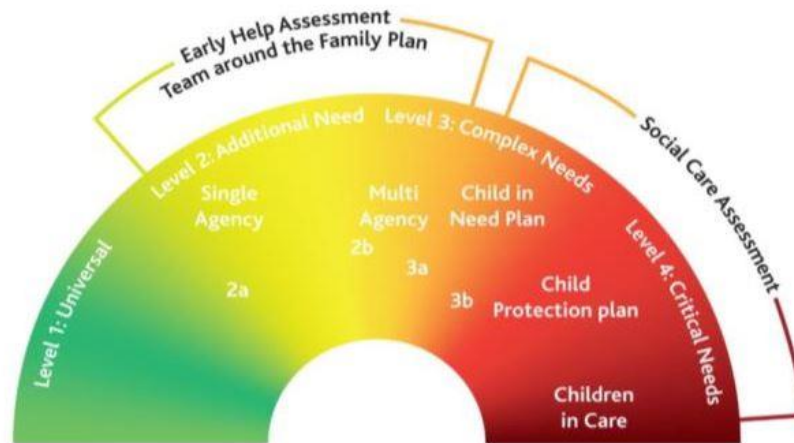 Early Help Assessment
Team around the Family Plan
Social Care Assessment
Level 1: Universal
Level 2: Additional Need
Level 3: Complex Needs
Level 4: Critical Needs
Single
Agency
2a
Multi
Agency
2b
3a
Child in
Need Plan
3b
Child
Protection plan
Children
in Care